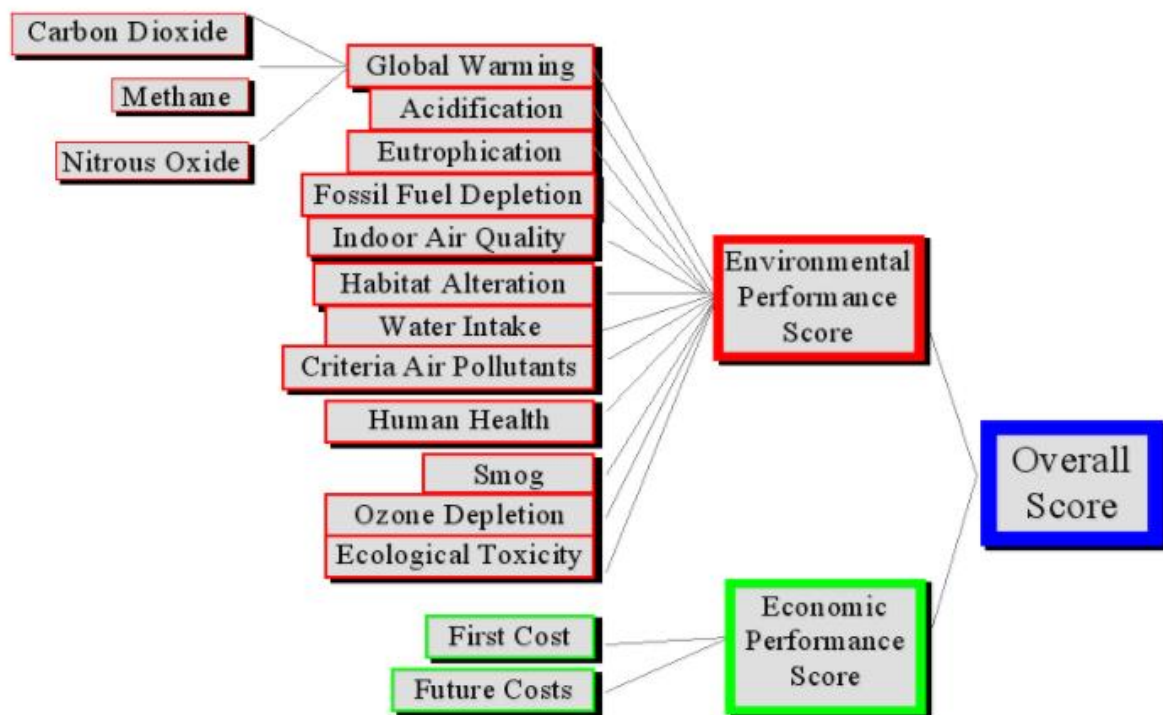 Carbon Dioxide
Methane
Nitrous Oxide
Global Warming
Acidification
Eutrophication
Fossil Fuel Depletion
Indoor Air Quality
Habitat Alteration
Water Intake
Criteria Air Pollutants
Human Health
Smog
Ozone Depletion
Ecological Toxicity
First Cost
Future Costs
Environmental
Performance
Score
Economic
Performance
Score
Overall
Score